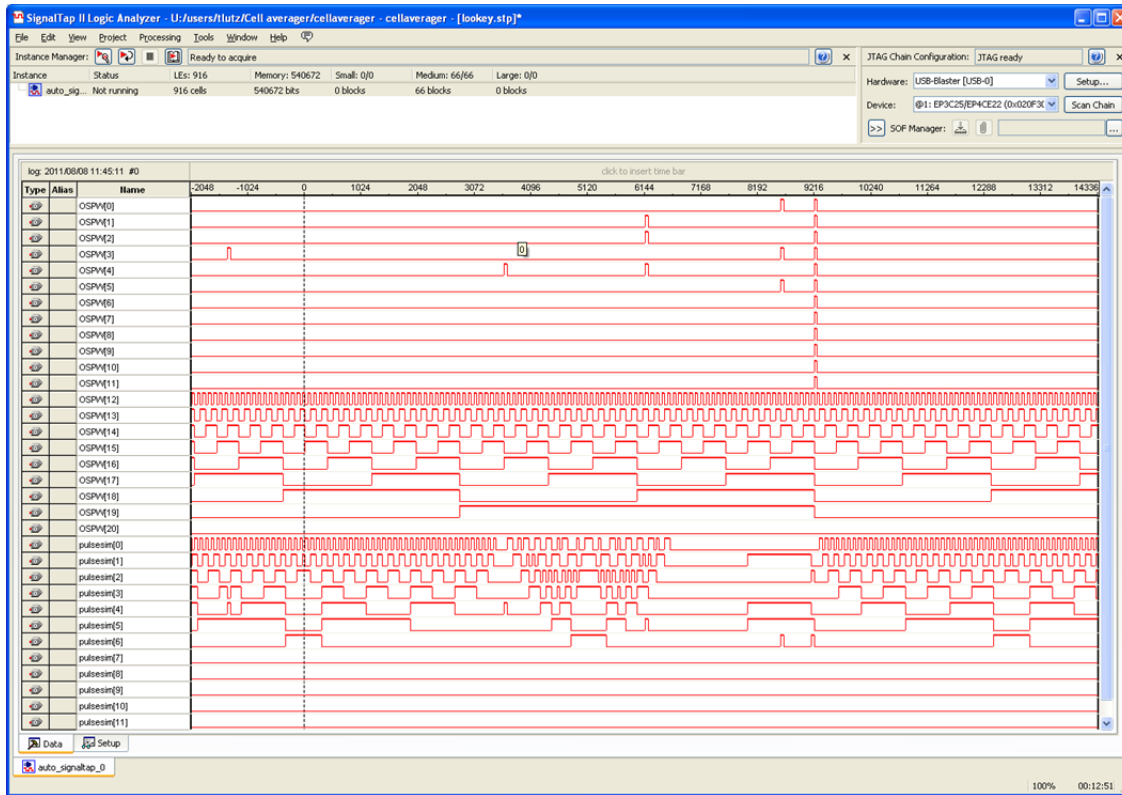 SignalTap II Logic Analyzer - U:/users/tlutz/Cell averager/cellaverager - cellaverager - [lookey.stp]*
File Edit View Project Processing Tools Window Help
Instance Manager: Ready to acquire
JTAG Chain Configuration: JTAG ready
Instance Status LEs: 916 Memory: 540672 Small: 0/0 Medium: 66/66 Large: 0/0
auto_sig... Not running 916 cells 540672 bits 0 blocks 66 blocks 0 blocks
Hardware: USB-Blaster [USB-0] Setup...
Device: @1: EP3C25/EP4CE22 (0x020F3( Scan Chain
>> SOF Manager: ...
log: 2011/08/08 11:45:11 #0 click to insert time bar
Type Alias Name -2048 -1024 0 1024 2048 3072 4096 5120 6144 7168 8192 9216 10240 11264 12288 13312 14336
OSPW[0]
OSPW[1]
OSPW[2]
OSPW[3]
0
OSPW[4]
OSPW[5]
OSPW[6]
OSPW[7]
OSPW[8]
OSPW[9]
OSPW[10]
OSPW[11]
OSPW[12]
OSPW[13]
OSPW[14]
OSPW[15]
OSPW[16]
OSPW[17]
OSPW[18]
OSPW[19]
OSPW[20]
pulsesim[0]
pulsesim[1]
pulsesim[2]
pulsesim[3]
pulsesim[4]
pulsesim[5]
pulsesim[6]
pulsesim[7]
pulsesim[8]
pulsesim[9]
pulsesim[10]
pulsesim[11]
Data Setup
auto_signaltap_0
100% 00:12:51